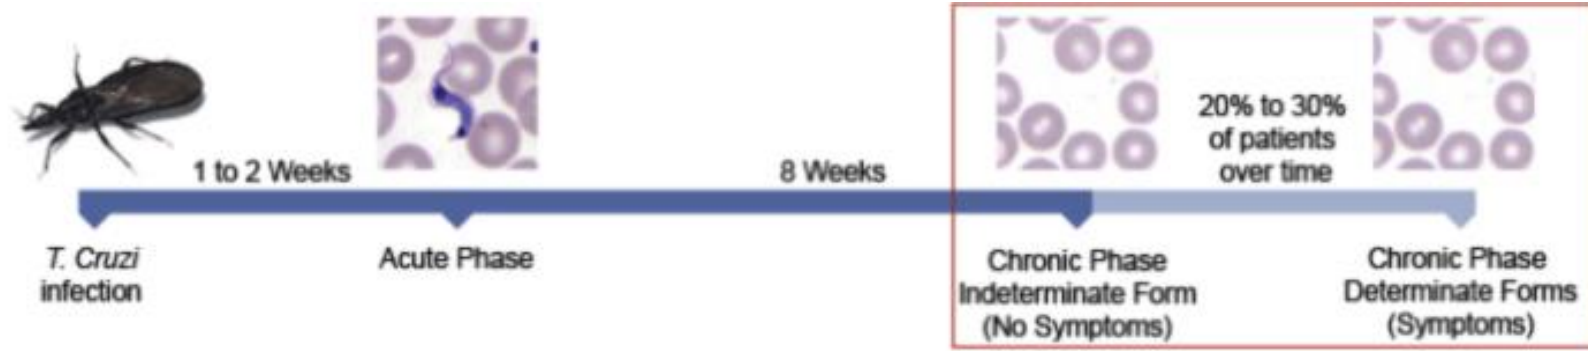 1 to 2 Weeks
8 Weeks
20% to 30%
of patients
over time
T. Cruzi
infection
Acute Phase
Chronic Phase
Indeterminate Form
(No Symptoms)
Chronic Phase
Determinate Forms
(Symptoms)